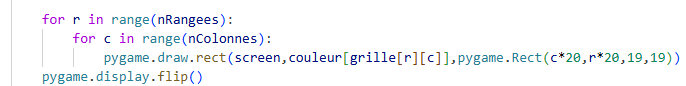 for r in range(nRangees):
    for c in range(nColonnes):
        pygame.draw.rect(screen,couleur[grille[r][c]],pygame.Rect(c*20,r*20,19,19))
pygame.display.flip()